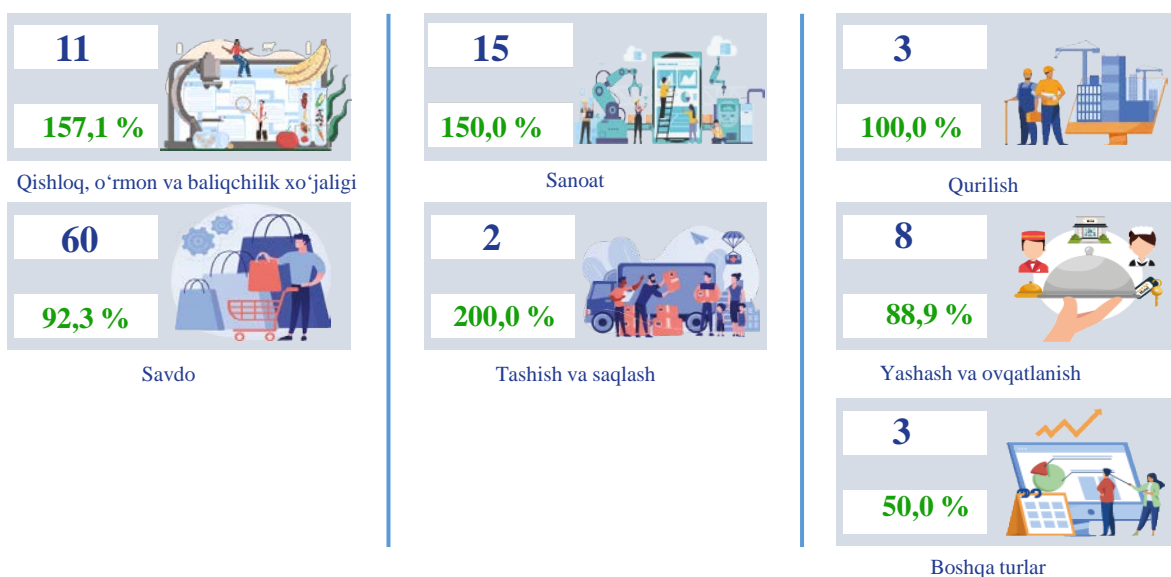 11
157,1 %
Qishloq, o‘rmon va baliqchilik xo‘jaligi
15
150,0 %
Sanoat
3
100,0 %
Qurilish
60
92,3 %
Savdo
2
200,0 %
Tashish va saqlash
8
88,9 %
Yashash va ovqatlanish
3
50,0 %
Boshqa turlar